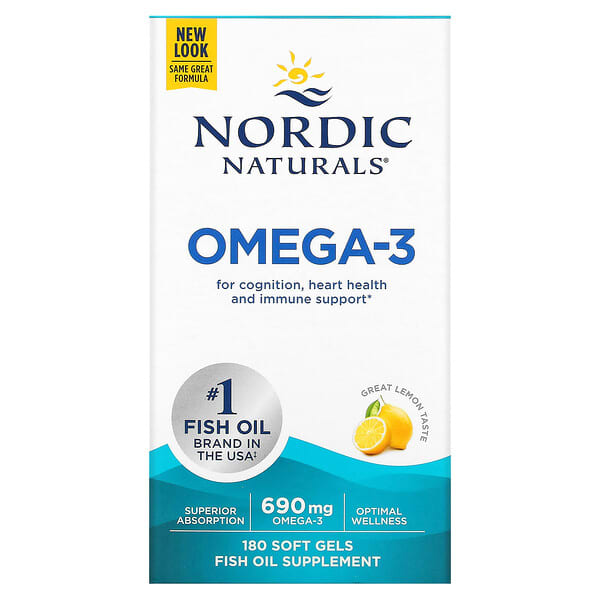 NEW
LOOK
SAME GREAT
FORMULA
NORDIC
NATURALS®
OMEGA-3
for cognition, heart health
and immune support*
#1
FISH OIL
BRAND IN
THE USA‡
GREAT LEMON TASTE
SUPERIOR
ABSORPTION
690 mg
OMEGA-3
OPTIMAL
WELLNESS
180 SOFT GELS
FISH OIL SUPPLEMENT